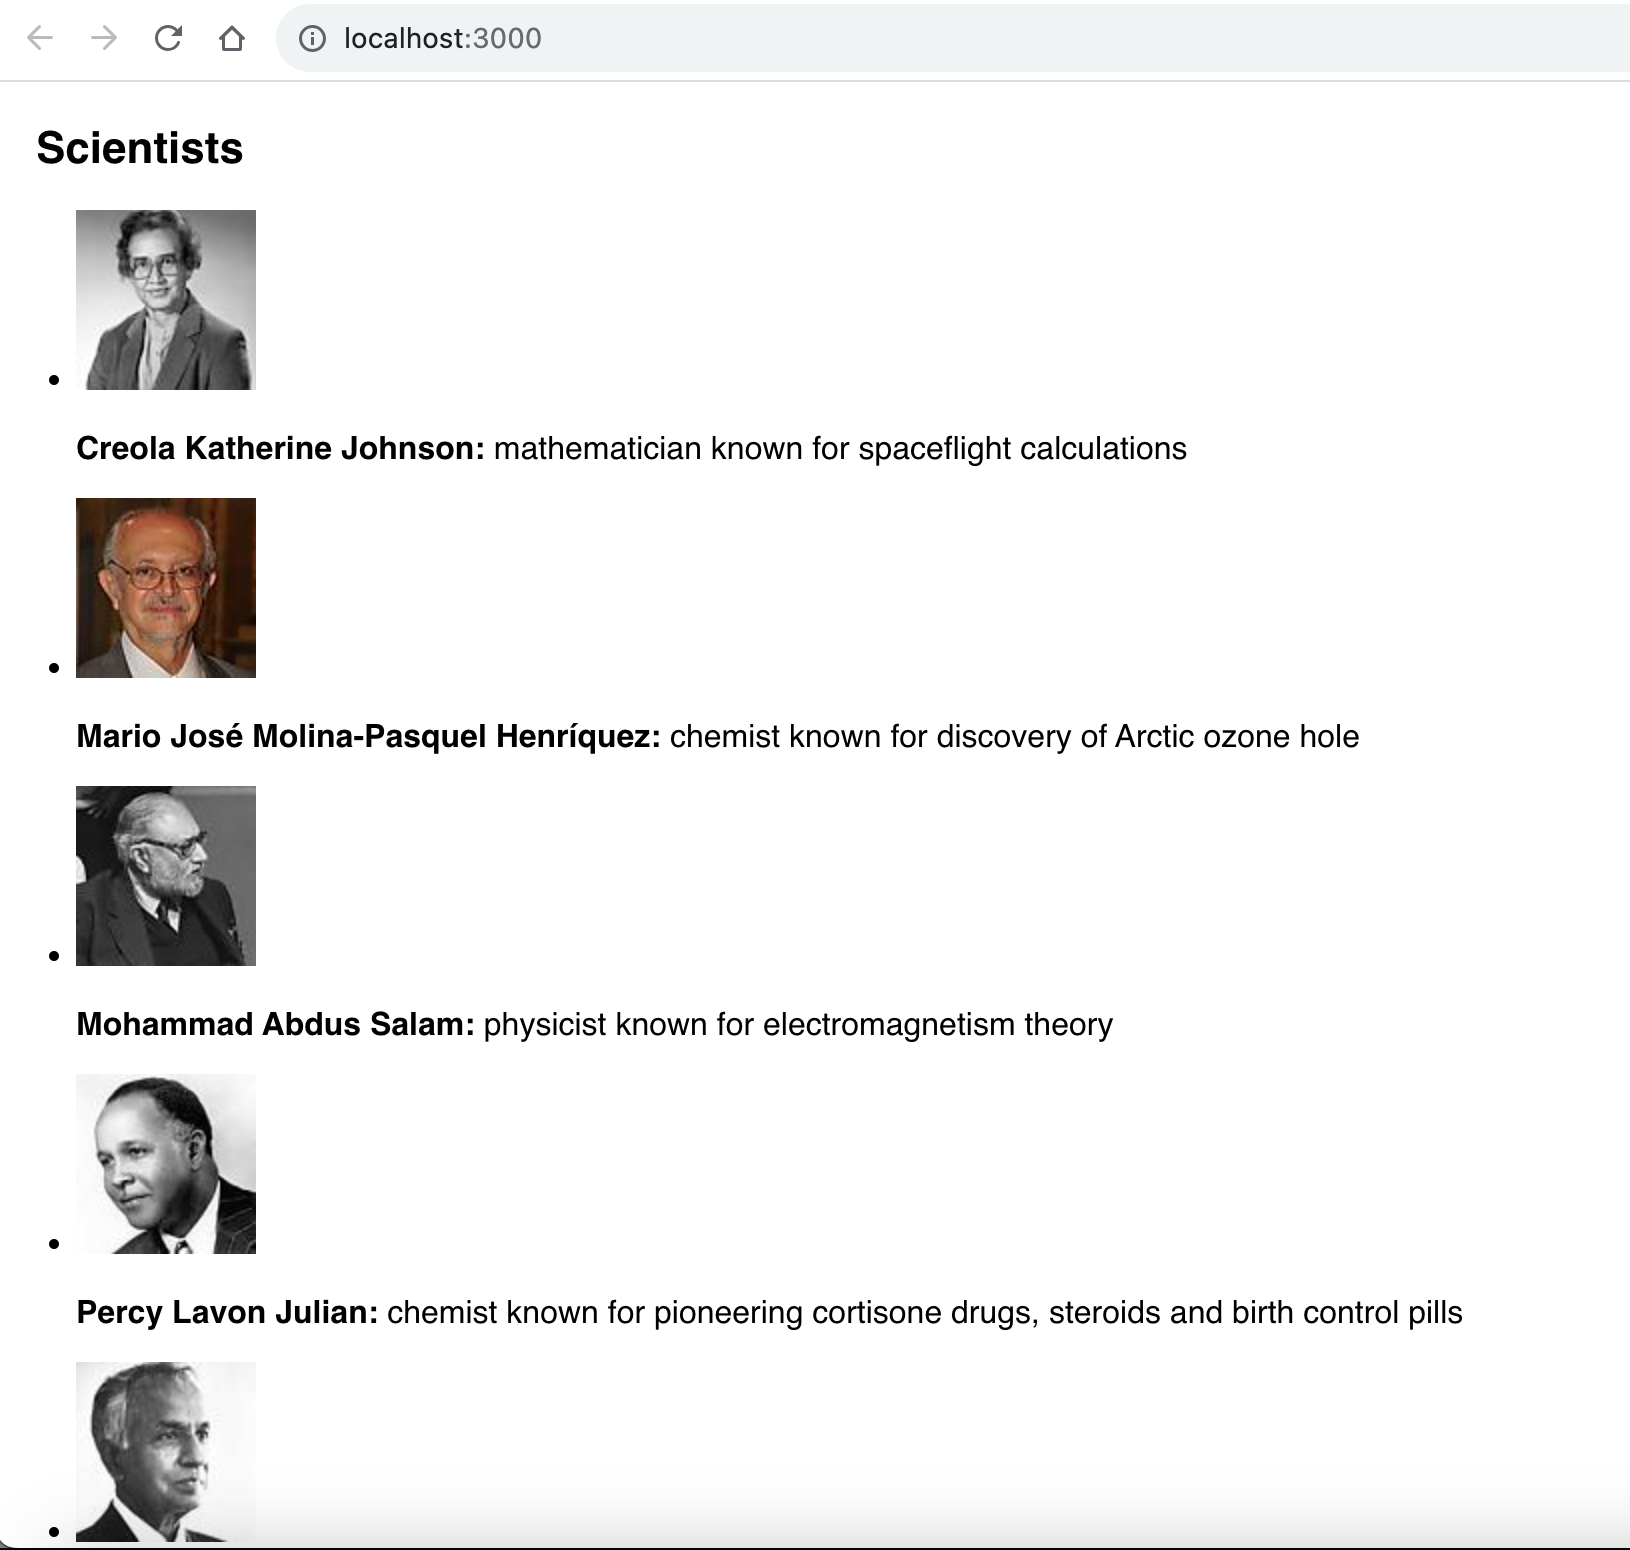 localhost:3000
Scientists
Creola Katherine Johnson: mathematician known for spaceflight calculations
Mario José Molina-Pasquel Henríquez: chemist known for discovery of Arctic ozone hole
Mohammad Abdus Salam: physicist known for electromagnetism theory
Percy Lavon Julian: chemist known for pioneering cortisone drugs, steroids and birth control pills